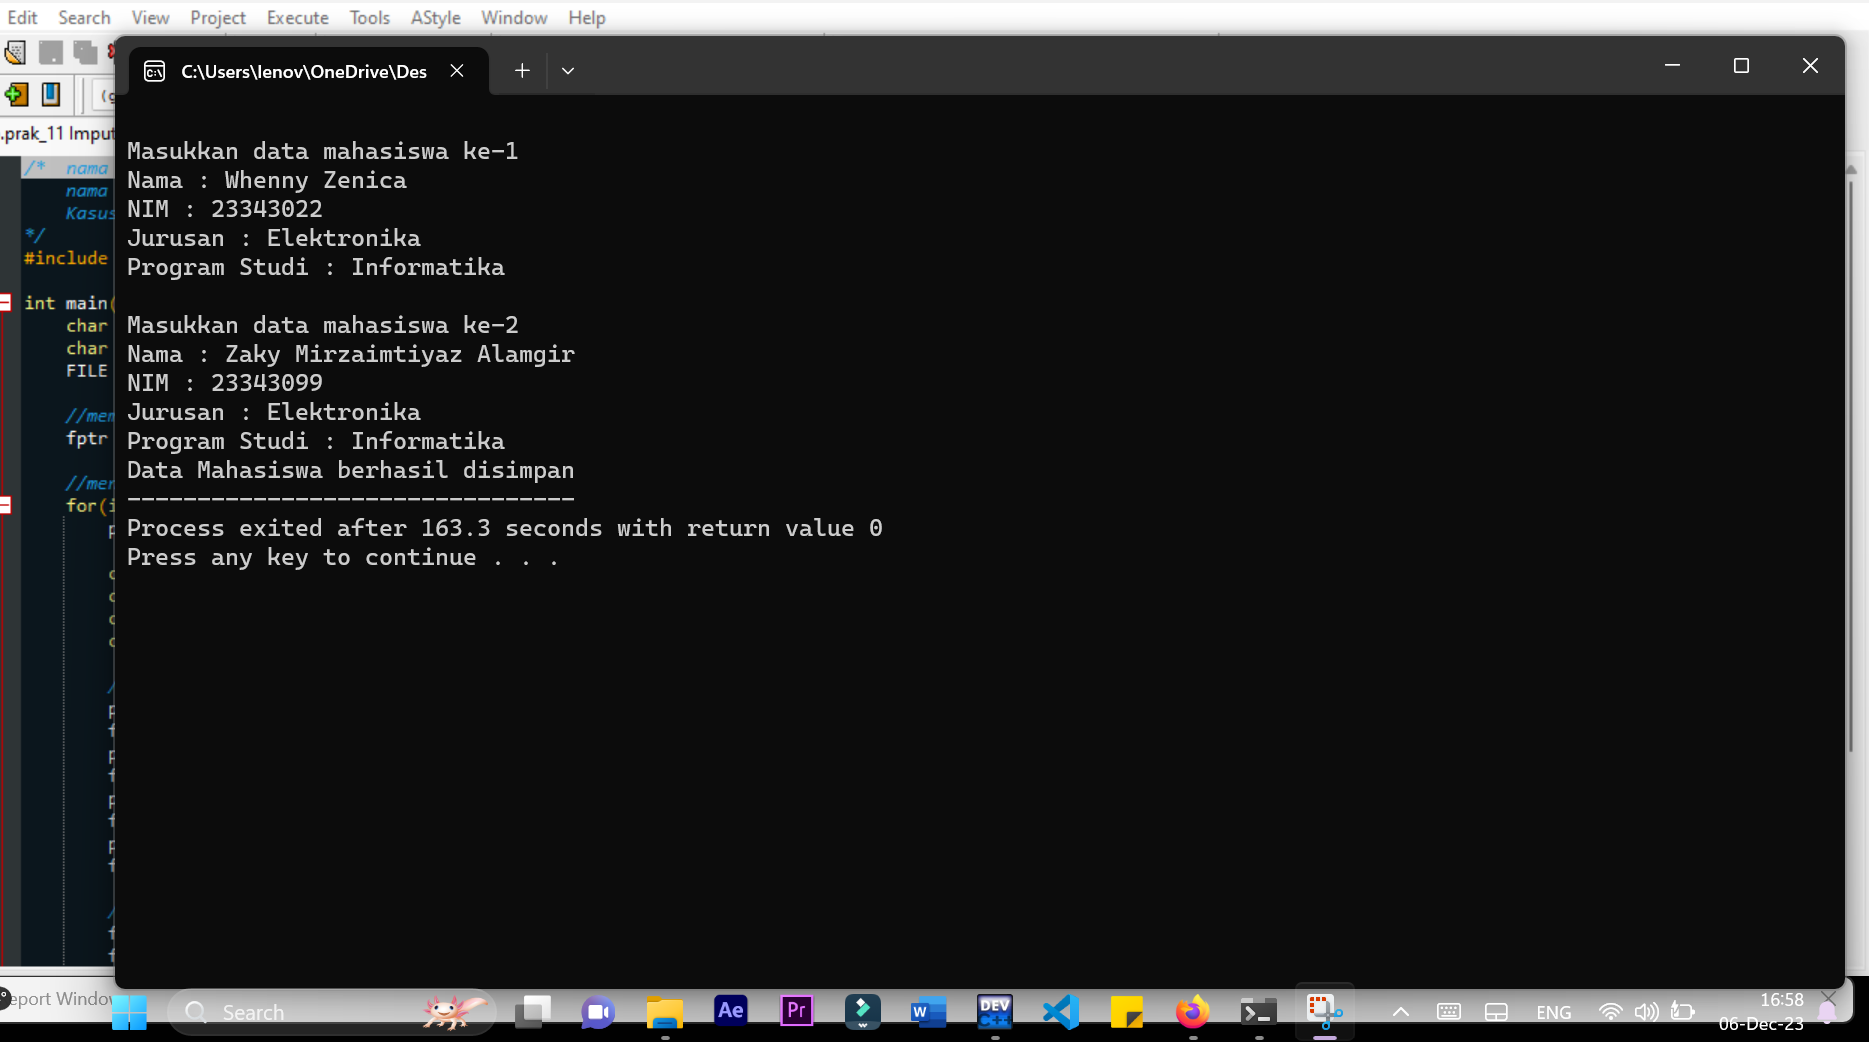 Edit Search View Project Execute Tools AStyle Window Help
C:\Users\lenov\OneDrive\Des
(g
.prak_11 Imput
/* nama
nama
Kasus
*/
#include
int main(
char
char
FILE
//mem
fptr
//men
for(i
Masukkan data mahasiswa ke-1
Nama : Whenny Zenica
NIM : 23343022
Jurusan : Elektronika
Program Studi : Informatika
Masukkan data mahasiswa ke-2
Nama : Zaky Mirzaimtiyaz Alamgir
NIM : 23343099
Jurusan : Elektronika
Program Studi : Informatika
Data Mahasiswa berhasil disimpan
--------------------------------
Process exited after 163.3 seconds with return value 0
Press any key to continue . . .
eport Window
Search
Ae
Pr
W
DEV
C++
ENG
16:58
06-Dec-23